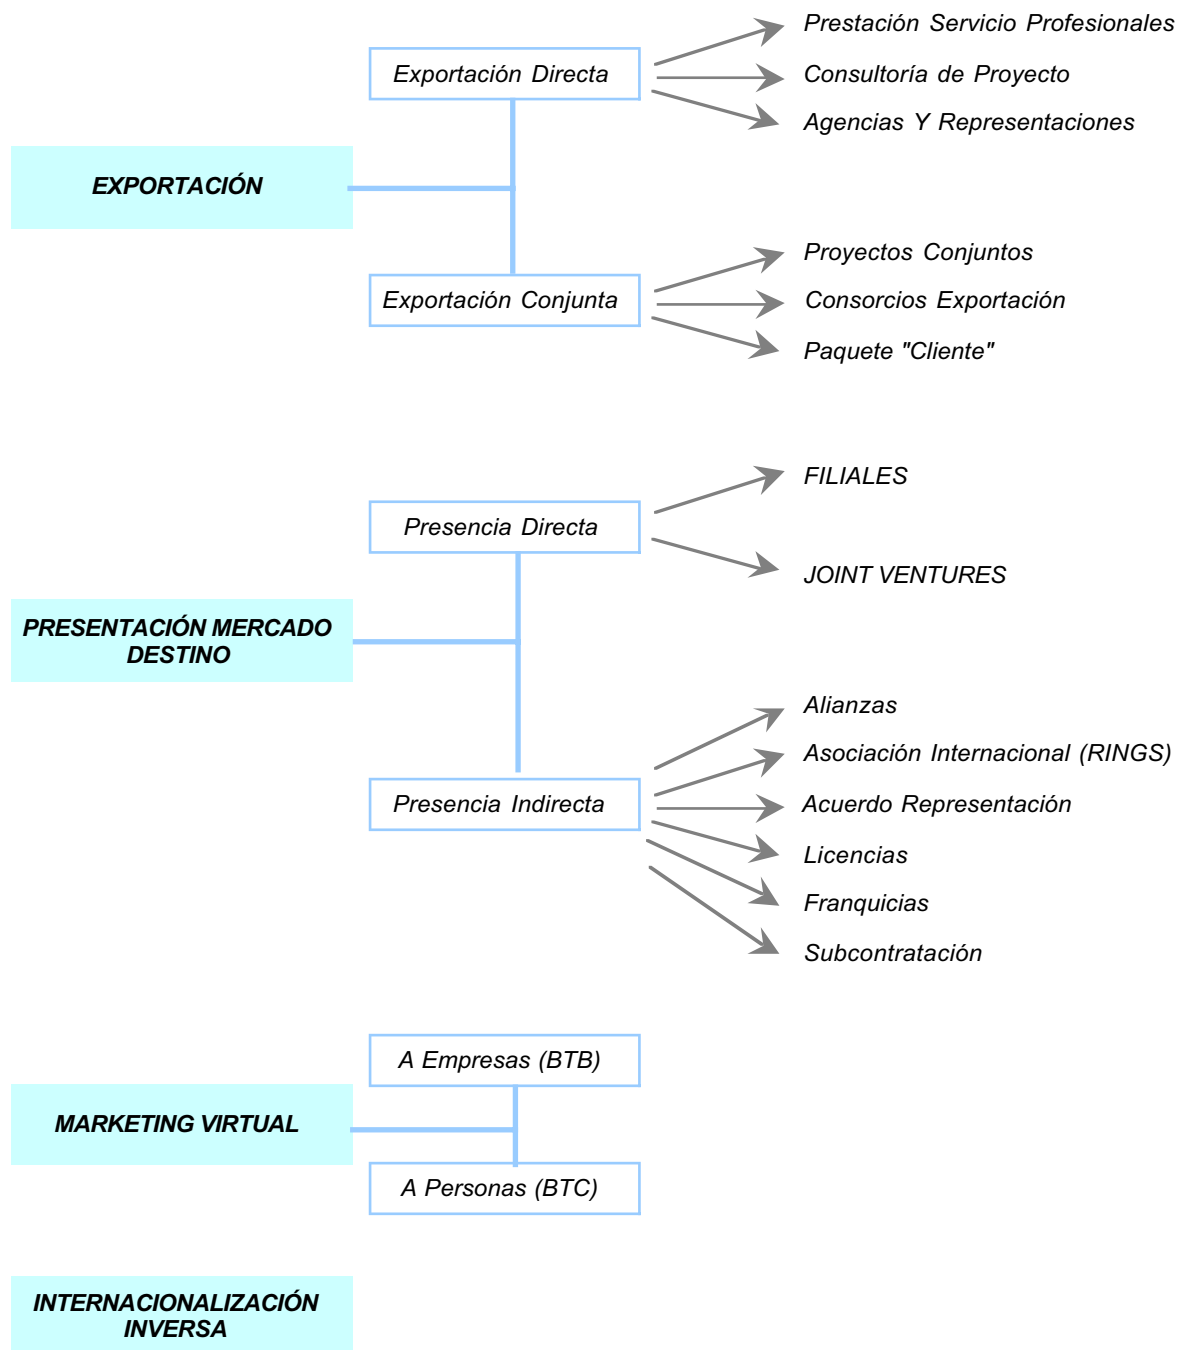 Prestación Servicio Profesionales
Exportación Directa
Consultoría de Proyecto
Agencias Y Representaciones
EXPORTACIÓN
Proyectos Conjuntos
Exportación Conjunta
Consorcios Exportación
Paquete "Cliente"
FILIALES
Presencia Directa
JOINT VENTURES
PRESENTACIÓN MERCADO
DESTINO
Alianzas
Asociación Internacional (RINGS)
Presencia Indirecta
Acuerdo Representación
Licencias
Franquicias
Subcontratación
A Empresas (BTB)
MARKETING VIRTUAL
A Personas (BTC)
INTERNACIONALIZACIÓN
INVERSA